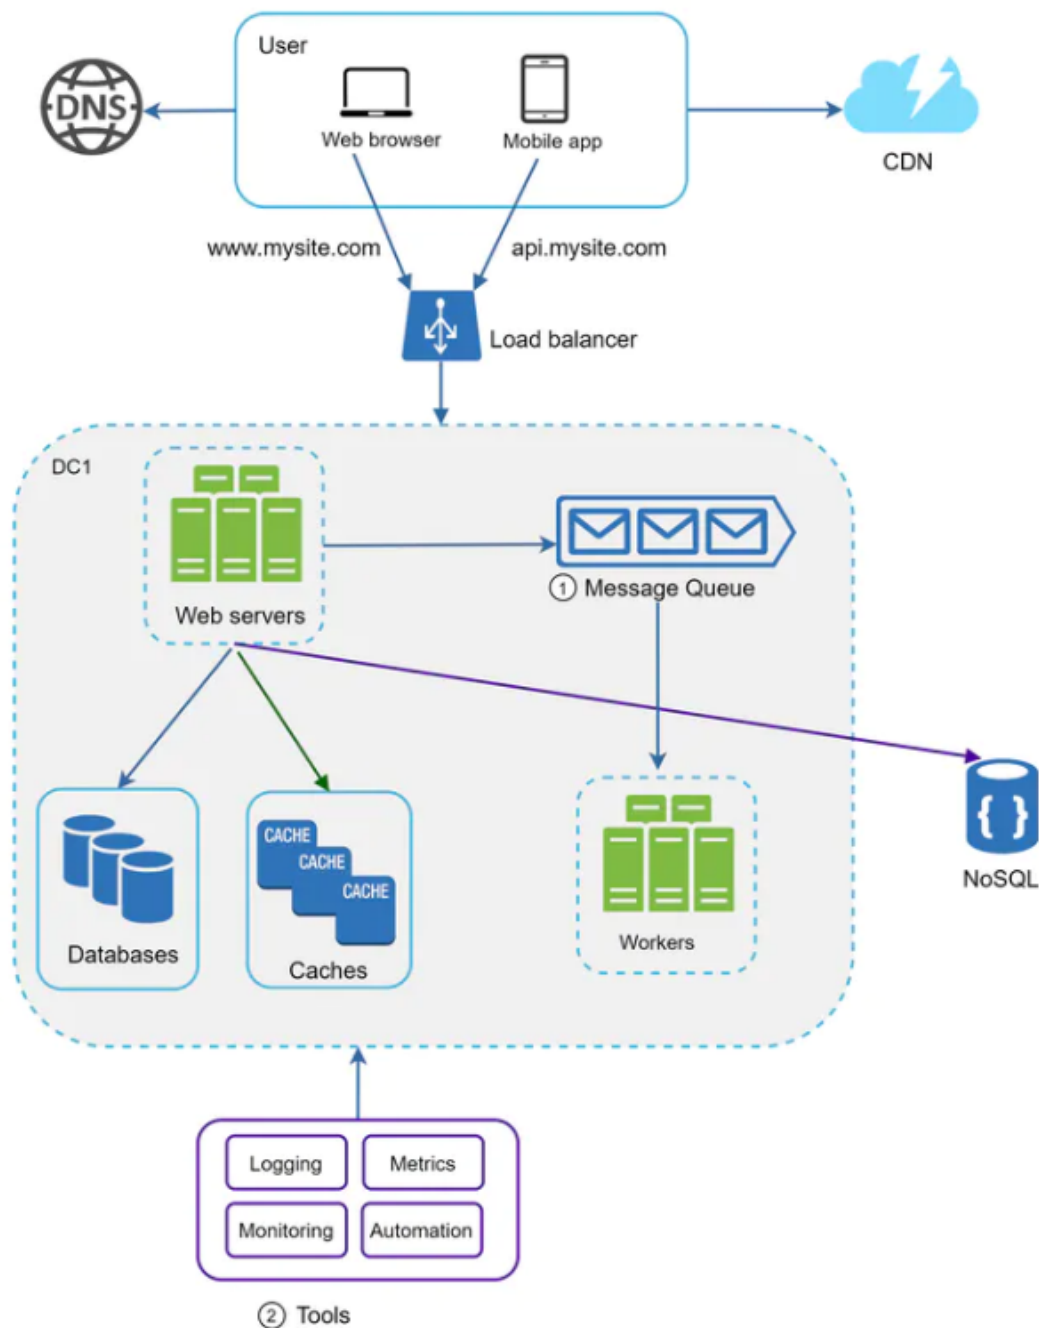 User
DNS
Web browser
Mobile app
CDN
www.mysite.com
api.mysite.com
Load balancer
DC1
① Message Queue
Web servers
CACHE
CACHE
CACHE
NoSQL
Databases
Caches
Workers
Logging
Metrics
Monitoring
Automation
② Tools